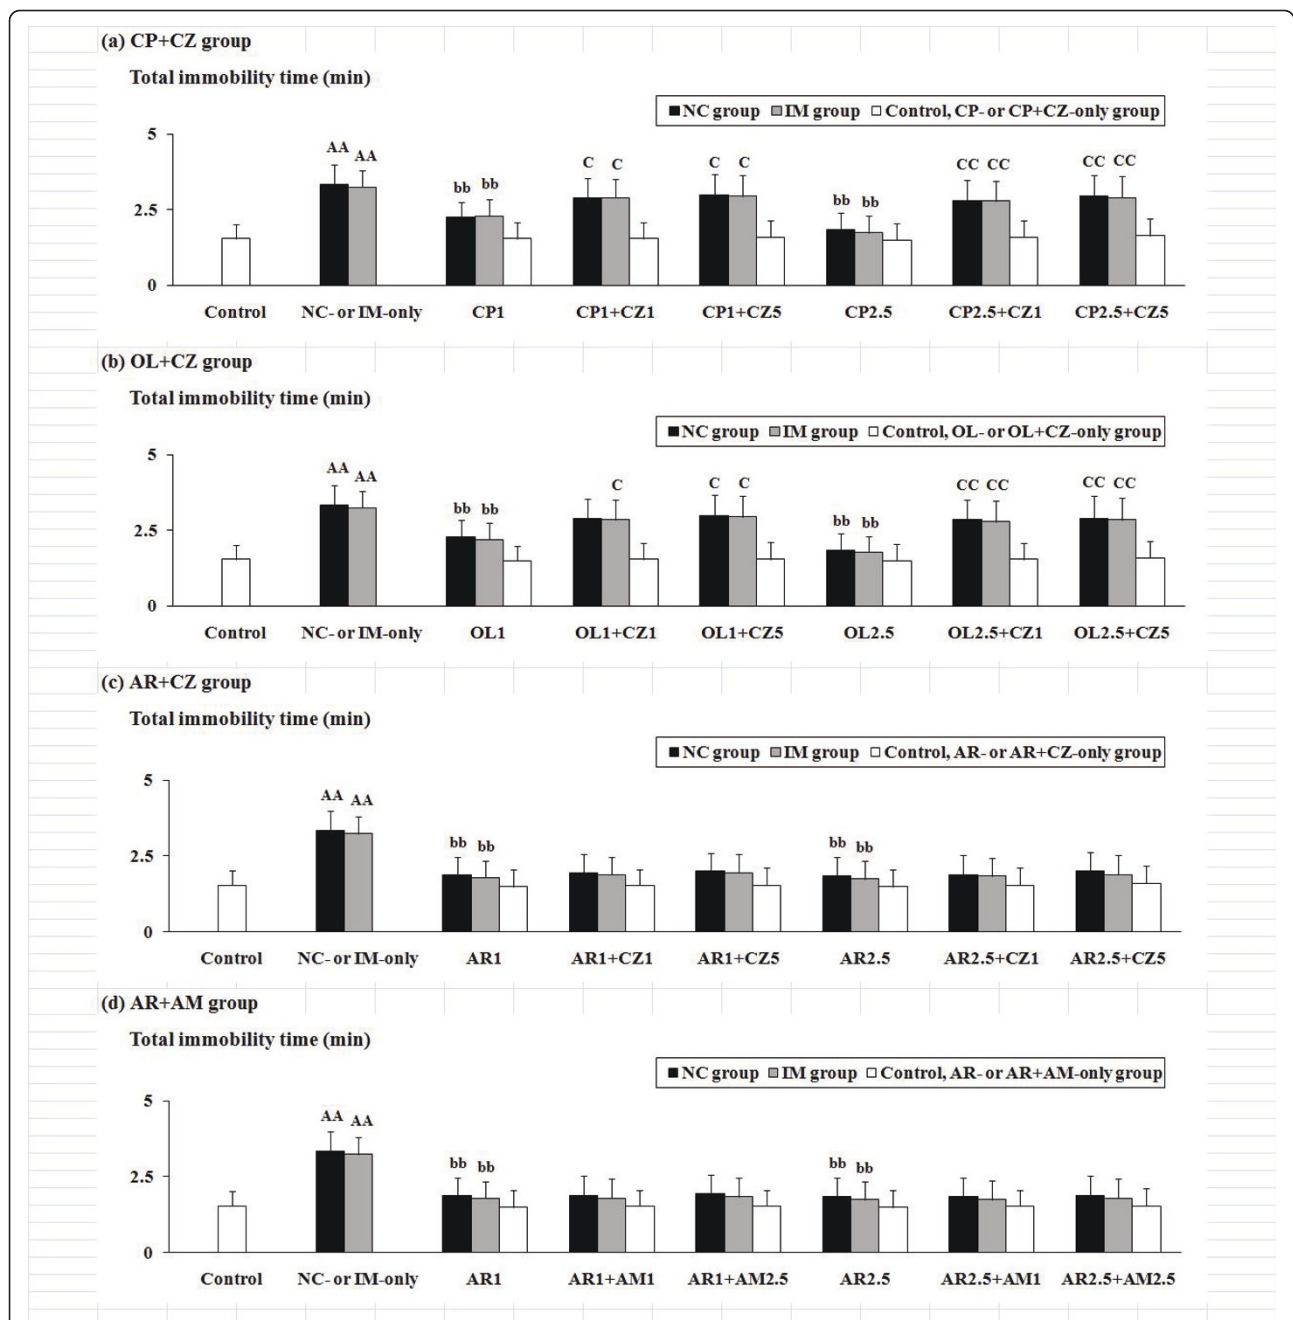 (a) CP+CZ group
Total immobility time (min)
NC group IM group Control, CP- or CP+CZ-only group
5
AA AA bb bb C C C C bb bb CC CC CC CC
2.5
0
Control NC- or IM-only CP1 CP1+CZ1 CP1+CZ5 CP2.5 CP2.5+CZ1 CP2.5+CZ5
(b) OL+CZ group
Total immobility time (min)
NC group IM group Control, OL- or OL+CZ-only group
5
AA AA bb bb C C C bb bb CC CC CC CC
2.5
0
Control NC- or IM-only OL1 OL1+CZ1 OL1+CZ5 OL2.5 OL2.5+CZ1 OL2.5+CZ5
(c) AR+CZ group
Total immobility time (min)
NC group IM group Control, AR- or AR+CZ-only group
5
AA AA bb bb bb bb
2.5
0
Control NC- or IM-only AR1 AR1+CZ1 AR1+CZ5 AR2.5 AR2.5+CZ1 AR2.5+CZ5
(d) AR+AM group
Total immobility time (min)
NC group IM group Control, AR- or AR+AM-only group
5
AA AA bb bb bb bb
2.5
0
Control NC- or IM-only AR1 AR1+AM1 AR1+AM2.5 AR2.5 AR2.5+AM1 AR2.5+AM2.5